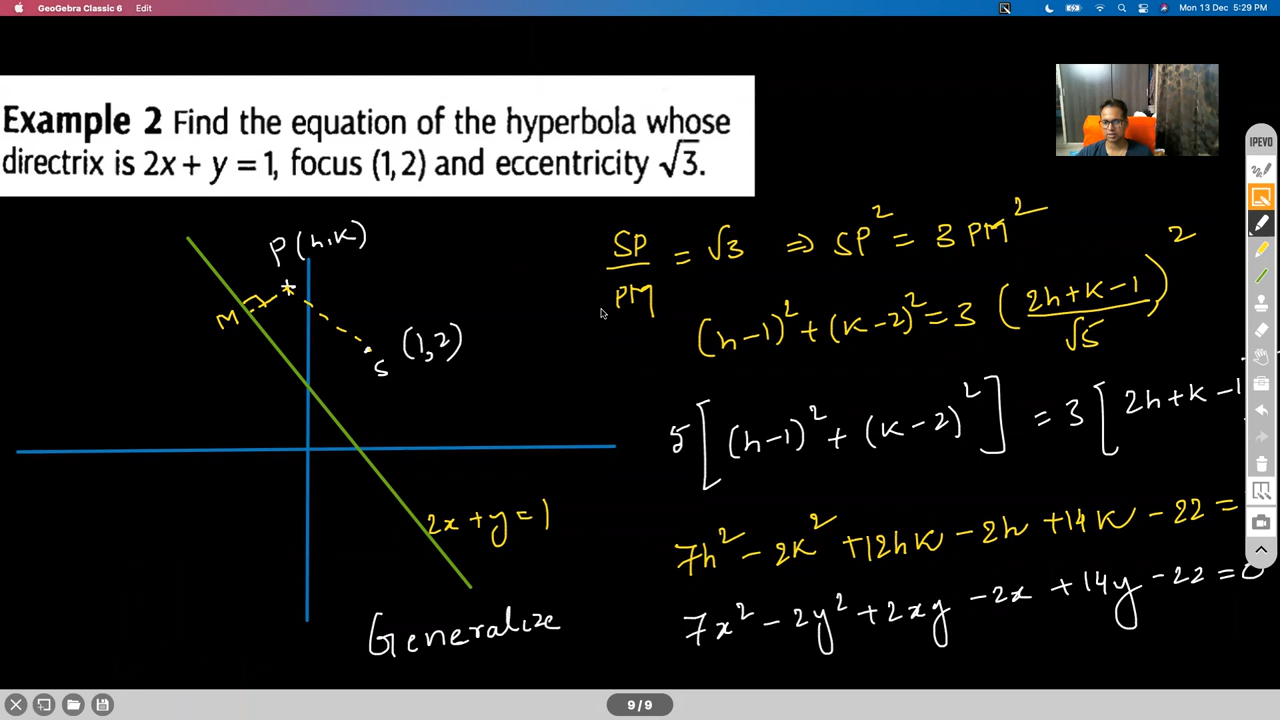 GeoGebra Classic 6 Edit
Mon 13 Dec 5:29 PM
Example 2 Find the equation of the hyperbola whose
directrix is 2x + y = 1, focus (1, 2) and eccentricity √3.
IPEVO
P(h,k)
M
S (1,2)
2x + y = 1
Generalize
SP/PM = √3 ⇒ SP² = 3 PM²
(h-1)² + (k-2)² = 3 ((2h+k-1)/√5)²
5[(h-1)² + (k-2)²] = 3[2h+k-1
7h² - 2k² + 12hk - 2h + 14k - 22 =
7x² - 2y² + 2xy - 2x + 14y - 22 = 0
9 / 9